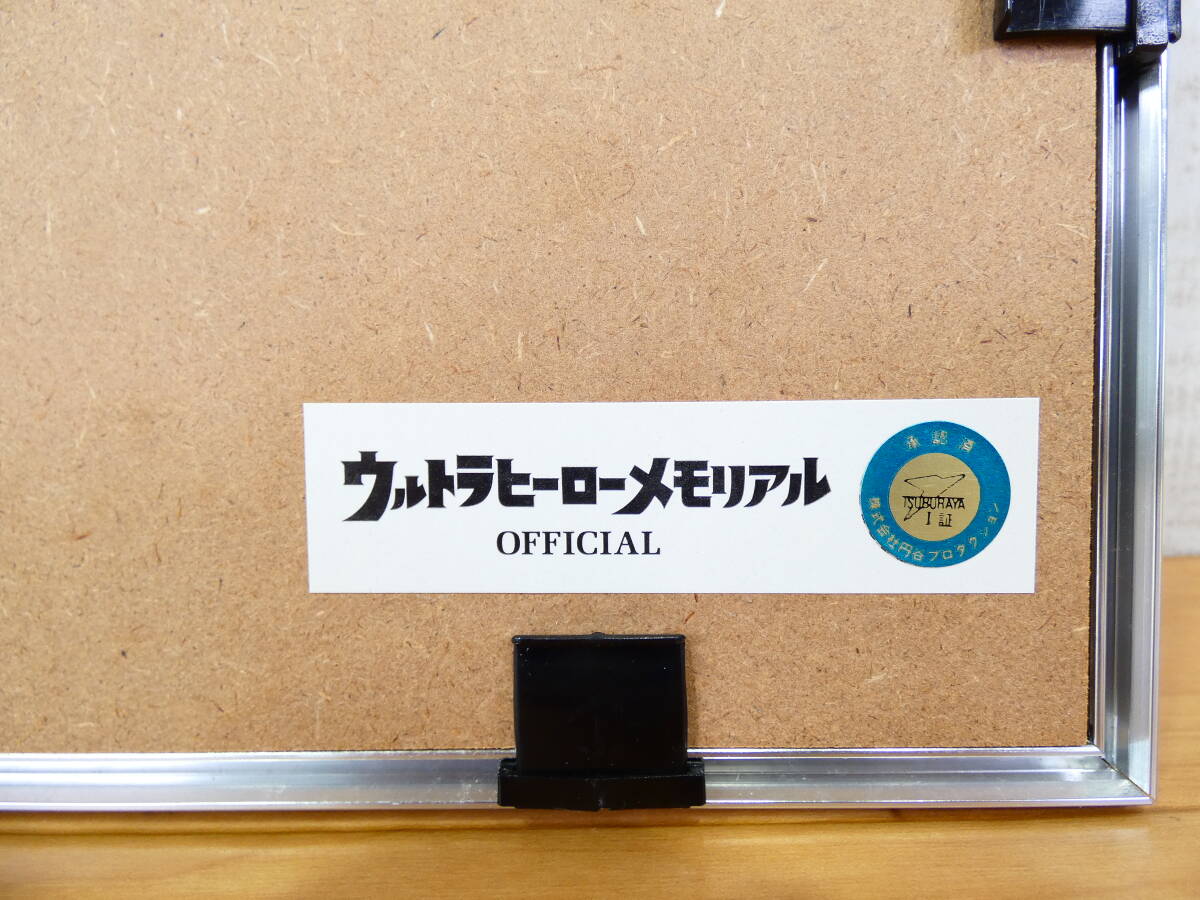 ウルトラヒーローメモリアル
OFFICIAL
承認済
TSUBURAYA
I 証
株式会社円谷プロダクション